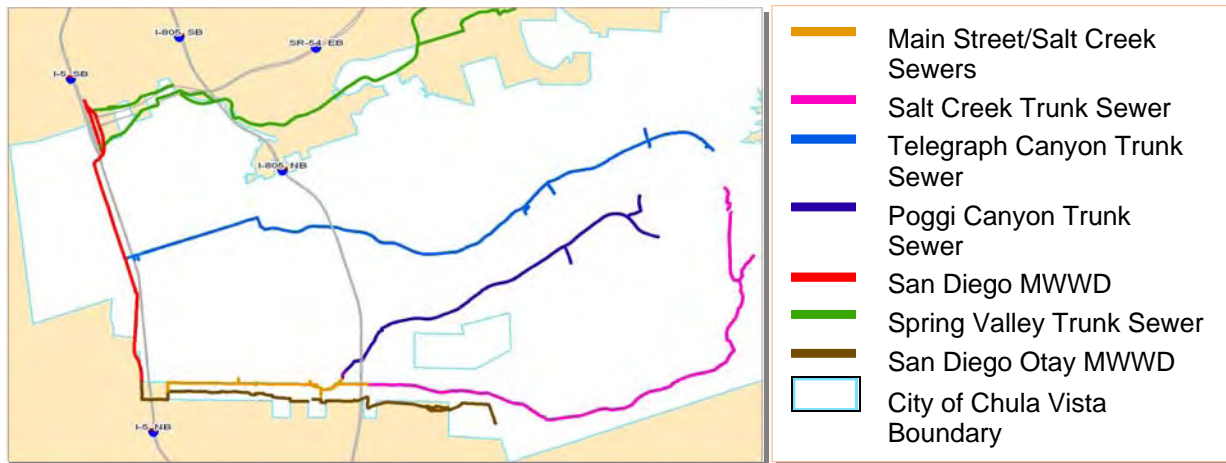 I-805 SB
SR-54 EB
I-5 SB
I-805 NB
I-5 NB
Main Street/Salt Creek
Sewers
Salt Creek Trunk Sewer
Telegraph Canyon Trunk
Sewer
Poggi Canyon Trunk
Sewer
San Diego MWWD
Spring Valley Trunk Sewer
San Diego Otay MWWD
City of Chula Vista
Boundary